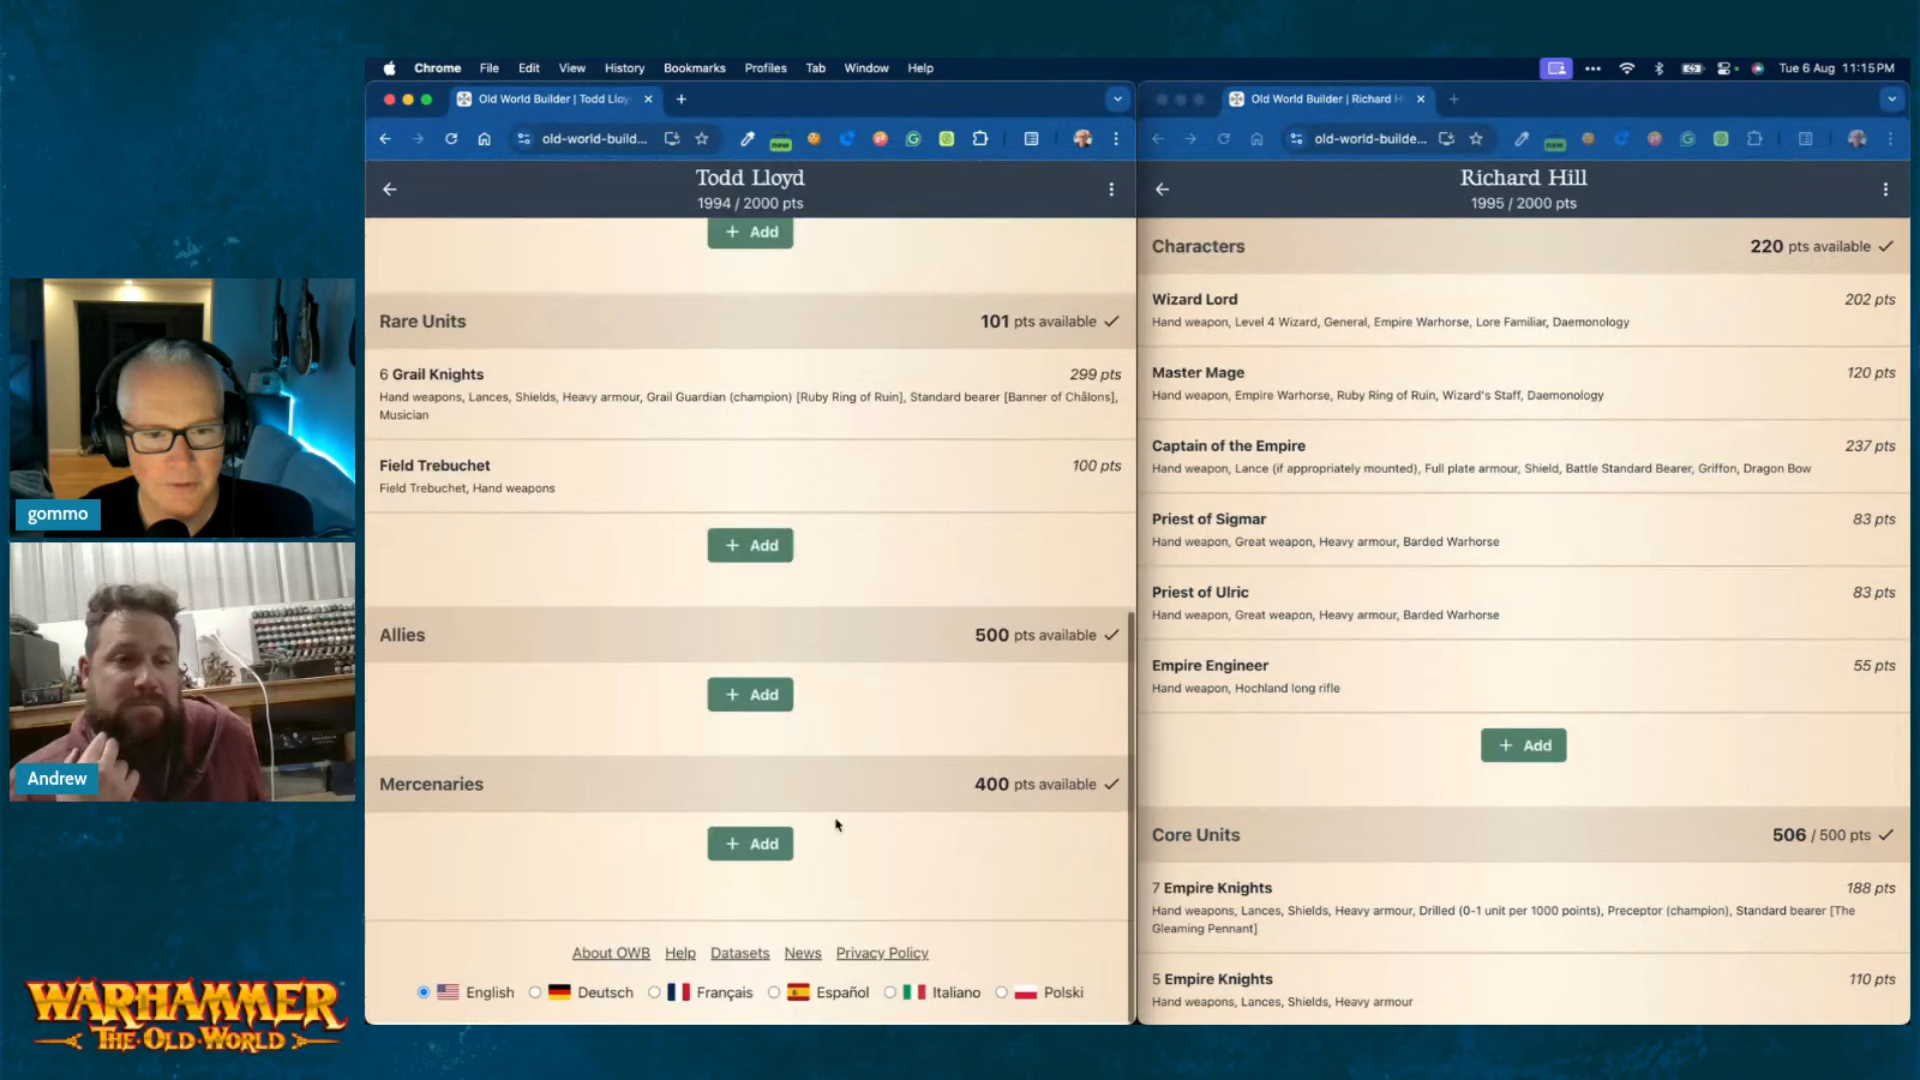 Chrome File Edit View History Bookmarks Profiles Tab Window Help
Tue 6 Aug 11:15 PM
Old World Builder | Todd Lloy
old-world-build...
new
Todd Lloyd
1994 / 2000 pts
+ Add
Rare Units 101 pts available
6 Grail Knights 299 pts
Hand weapons, Lances, Shields, Heavy armour, Grail Guardian (champion) [Ruby Ring of Ruin], Standard bearer [Banner of Châlons],
Musician
Field Trebuchet 100 pts
Field Trebuchet, Hand weapons
+ Add
Allies 500 pts available
+ Add
Mercenaries 400 pts available
+ Add
About OWB Help Datasets News Privacy Policy
English Deutsch Français Español Italiano Polski
Old World Builder | Richard H
old-world-builde...
new
Richard Hill
1995 / 2000 pts
Characters 220 pts available
Wizard Lord 202 pts
Hand weapon, Level 4 Wizard, General, Empire Warhorse, Lore Familiar, Daemonology
Master Mage 120 pts
Hand weapon, Empire Warhorse, Ruby Ring of Ruin, Wizard's Staff, Daemonology
Captain of the Empire 237 pts
Hand weapon, Lance (if appropriately mounted), Full plate armour, Shield, Battle Standard Bearer, Griffon, Dragon Bow
Priest of Sigmar 83 pts
Hand weapon, Great weapon, Heavy armour, Barded Warhorse
Priest of Ulric 83 pts
Hand weapon, Great weapon, Heavy armour, Barded Warhorse
Empire Engineer 55 pts
Hand weapon, Hochland long rifle
+ Add
Core Units 506 / 500 pts
7 Empire Knights 188 pts
Hand weapons, Lances, Shields, Heavy armour, Drilled (0-1 unit per 1000 points), Preceptor (champion), Standard bearer [The
Gleaming Pennant]
5 Empire Knights 110 pts
Hand weapons, Lances, Shields, Heavy armour
gommo
Andrew
WARHAMMER
THE OLD WORLD